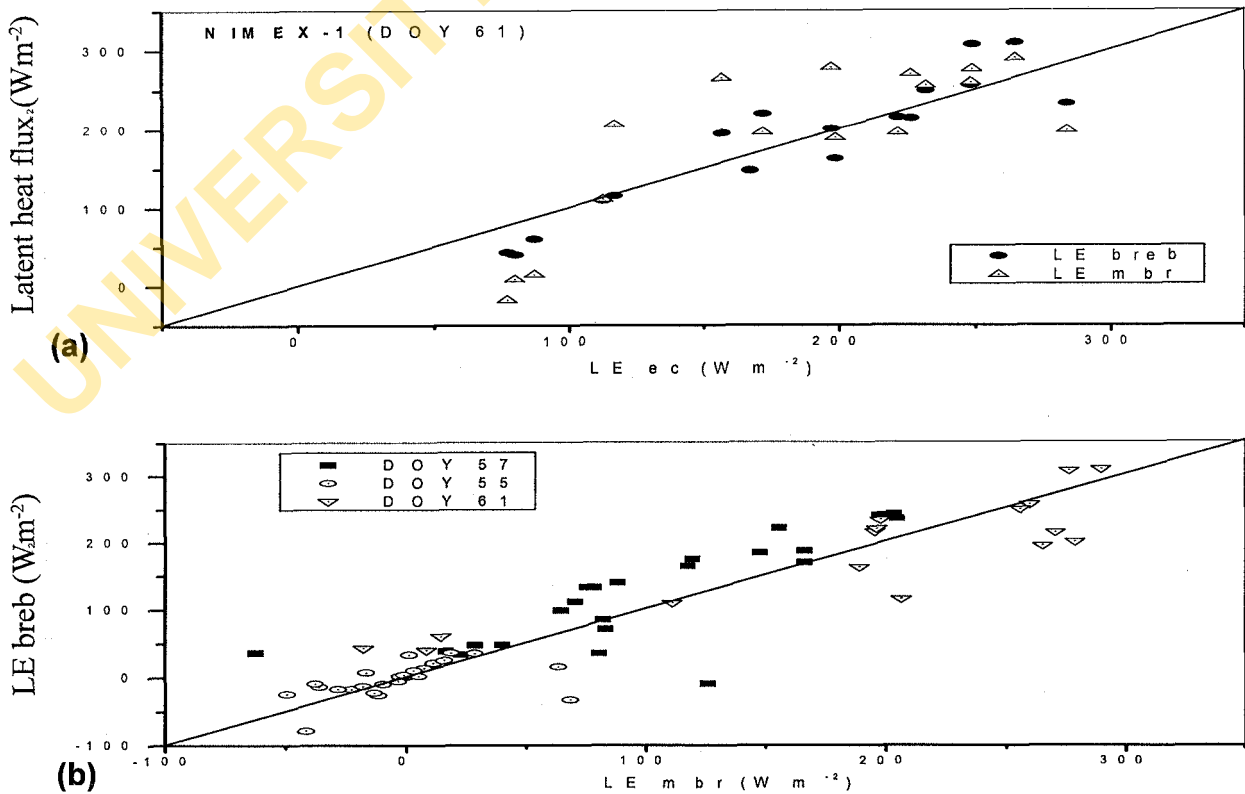 UNIVERSIT
NIMEX-1 (DOY 61)
Latent heat flux,(Wm-2)
300
200
100
0
LE breb
LE mbr
0
100
200
300
(a)
LE ec (W m-2)
LE breb (W.m-2)
300
200
100
0
-100
DOY 57
DOY 55
DOY 61
-100
0
100
200
300
(b)
LE mbr (W m-2)